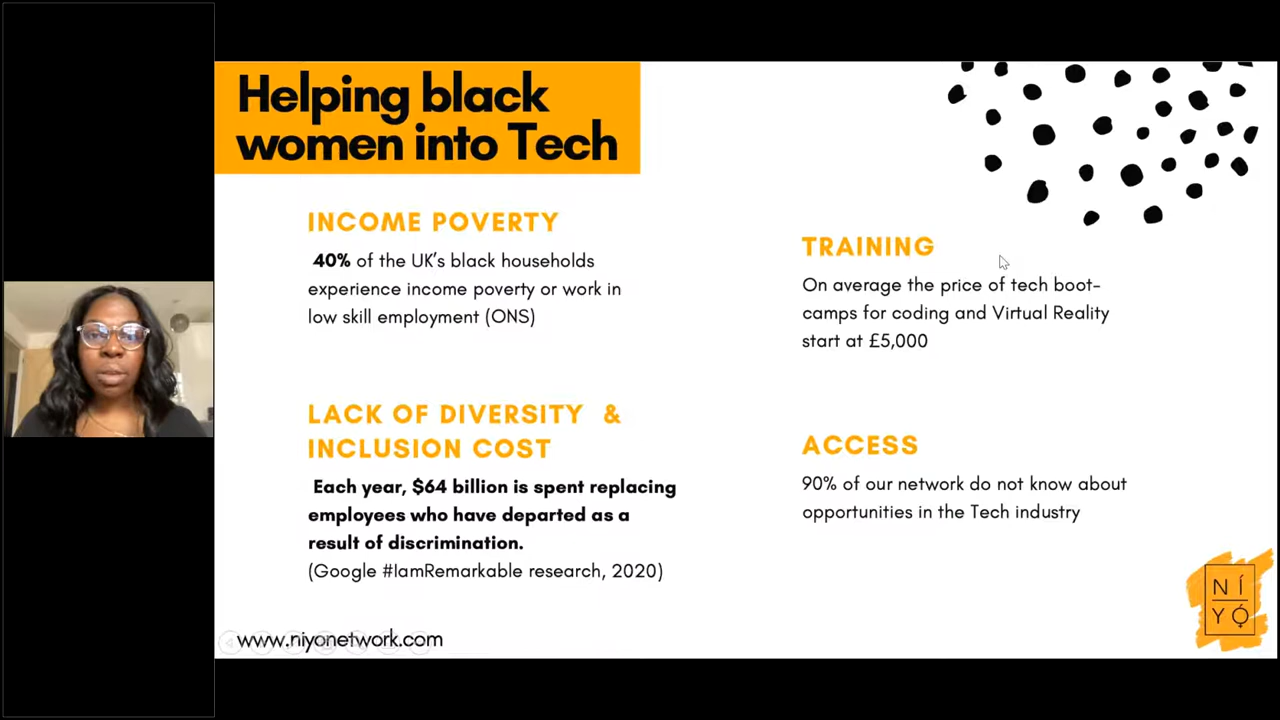 Helping black
women into Tech
INCOME POVERTY
40% of the UK's black households
experience income poverty or work in
low skill employment (ONS)
LACK OF DIVERSITY &
INCLUSION COST
Each year, $64 billion is spent replacing
employees who have departed as a
result of discrimination.
(Google #IamRemarkable research, 2020)
TRAINING
On average the price of tech boot-
camps for coding and Virtual Reality
start at £5,000
ACCESS
90% of our network do not know about
opportunities in the Tech industry
www.niyonetwork.com
NÍ
YÓ